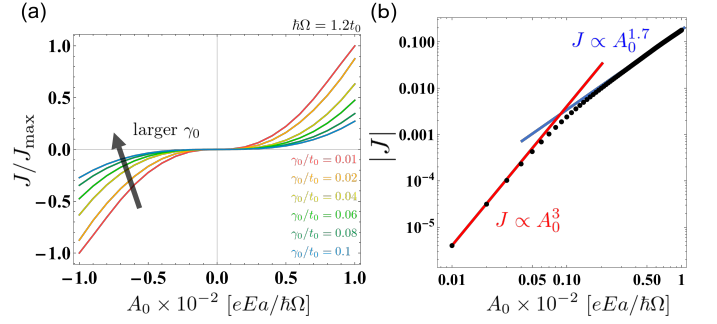 (a)
ℏΩ = 1.2t₀
J/J_max
1.0
0.5
0.0
-0.5
-1.0
larger γ₀
γ₀/t₀ = 0.01
γ₀/t₀ = 0.02
γ₀/t₀ = 0.04
γ₀/t₀ = 0.06
γ₀/t₀ = 0.08
γ₀/t₀ = 0.1
-1.0 -0.5 0.0 0.5 1.0
A₀ × 10⁻² [eEa/ℏΩ]
(b)
|J|
0.100
0.010
0.001
10⁻⁴
10⁻⁵
J ∝ A₀^1.7
J ∝ A₀³
0.01 0.05 0.10 0.50 1
A₀ × 10⁻² [eEa/ℏΩ]